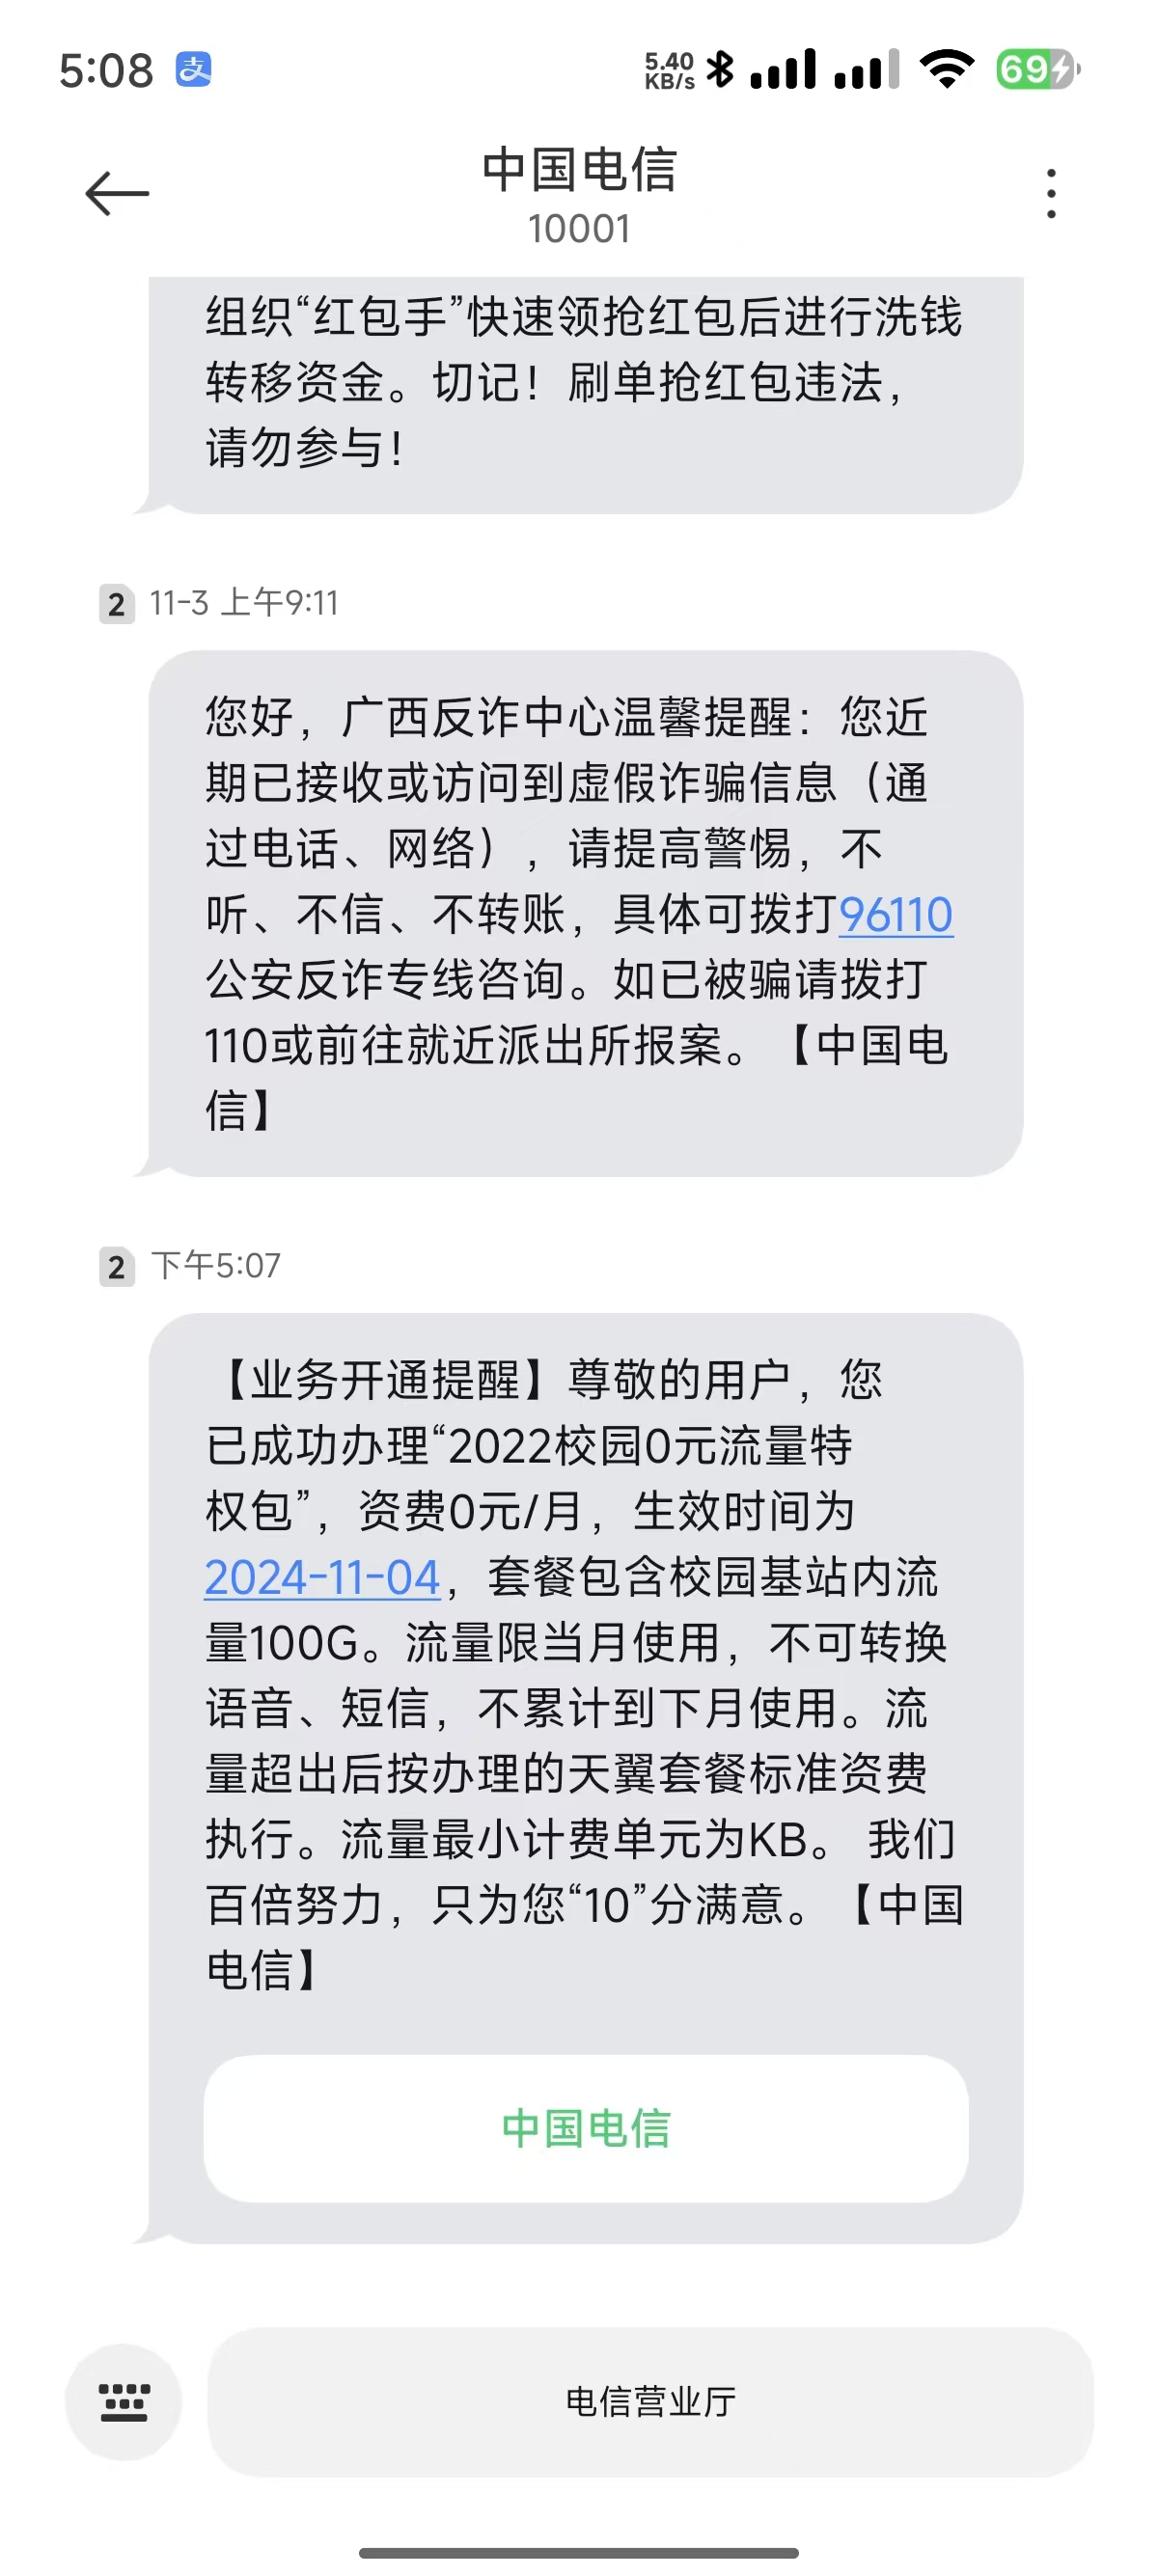 5:08 支 5.40 KB/s 69
中国电信
10001
组织“红包手”快速领抢红包后进行洗钱
转移资金。切记！刷单抢红包违法，
请勿参与！
2 11-3 上午9:11
您好，广西反诈中心温馨提醒：您近
期已接收或访问到虚假诈骗信息（通
过电话、网络），请提高警惕，不
听、不信、不转账，具体可拨打96110
公安反诈专线咨询。如已被骗请拨打
110或前往就近派出所报案。【中国电
信】
2 下午5:07
【业务开通提醒】尊敬的用户，您
已成功办理“2022校园0元流量特
权包”，资费0元/月，生效时间为
2024-11-04，套餐包含校园基站内流
量100G。流量限当月使用，不可转换
语音、短信，不累计到下月使用。流
量超出后按办理的天翼套餐标准资费
执行。流量最小计费单元为KB。 我们
百倍努力，只为您“10”分满意。【中国
电信】
中国电信
电信营业厅